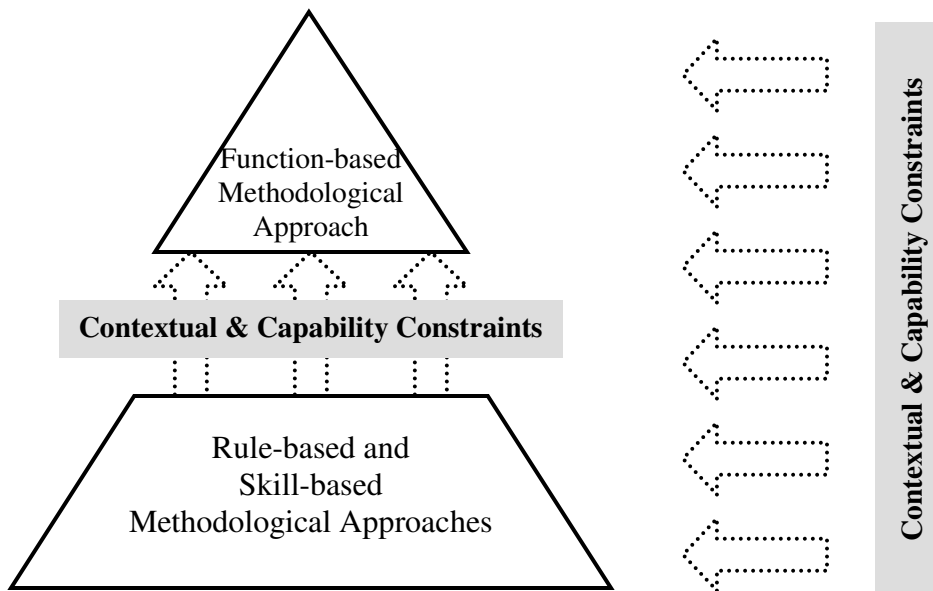 Function-based
Methodological
Approach
Contextual & Capability Constraints
Rule-based and
Skill-based
Methodological Approaches
Contextual & Capability Constraints